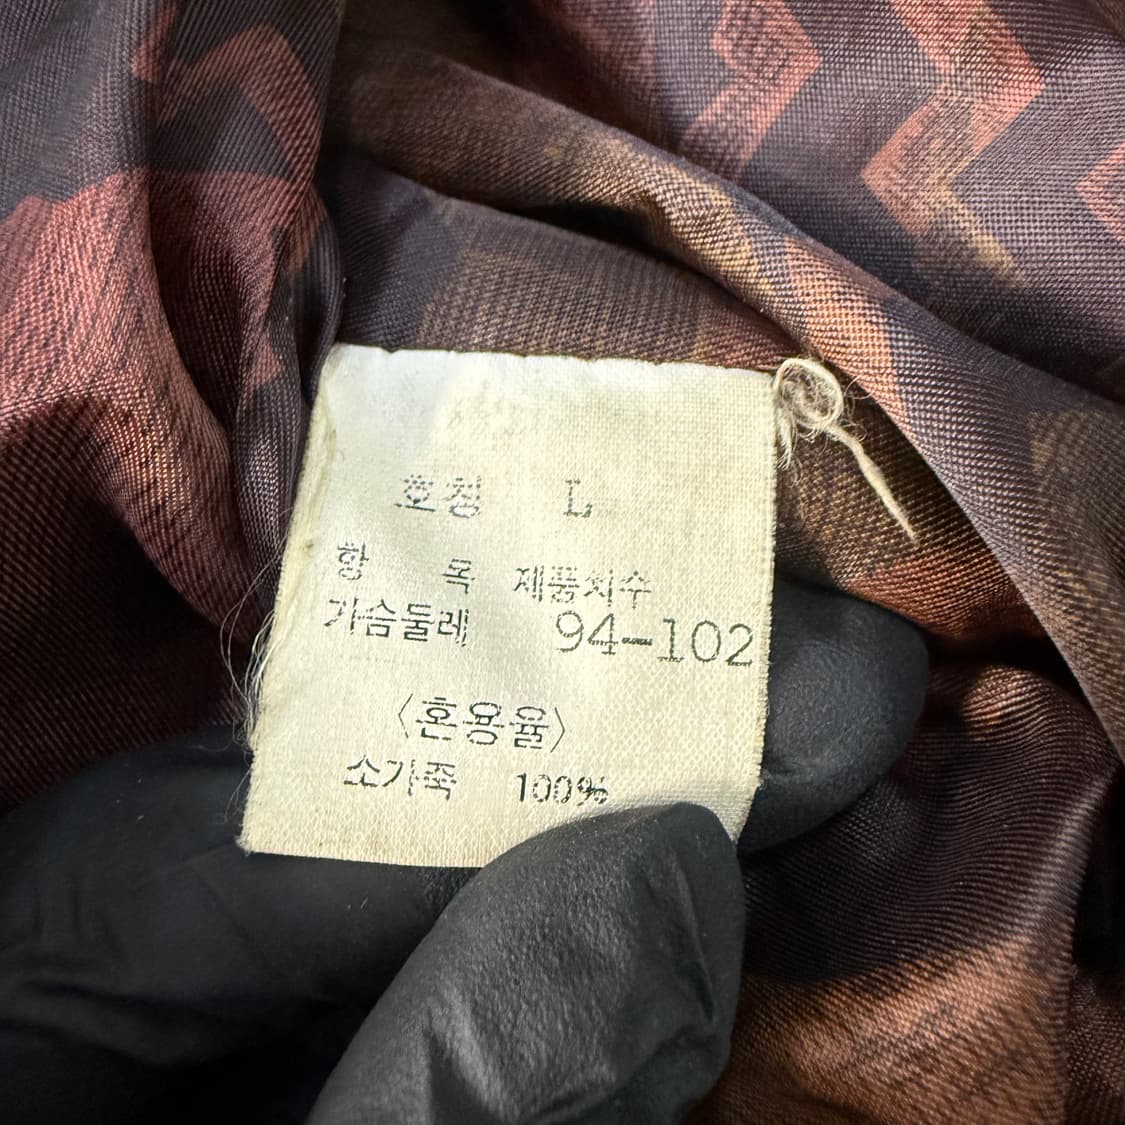 호칭 L
항 목 제품치수
가슴둘레 94-102
<혼용율>
소가죽 100%